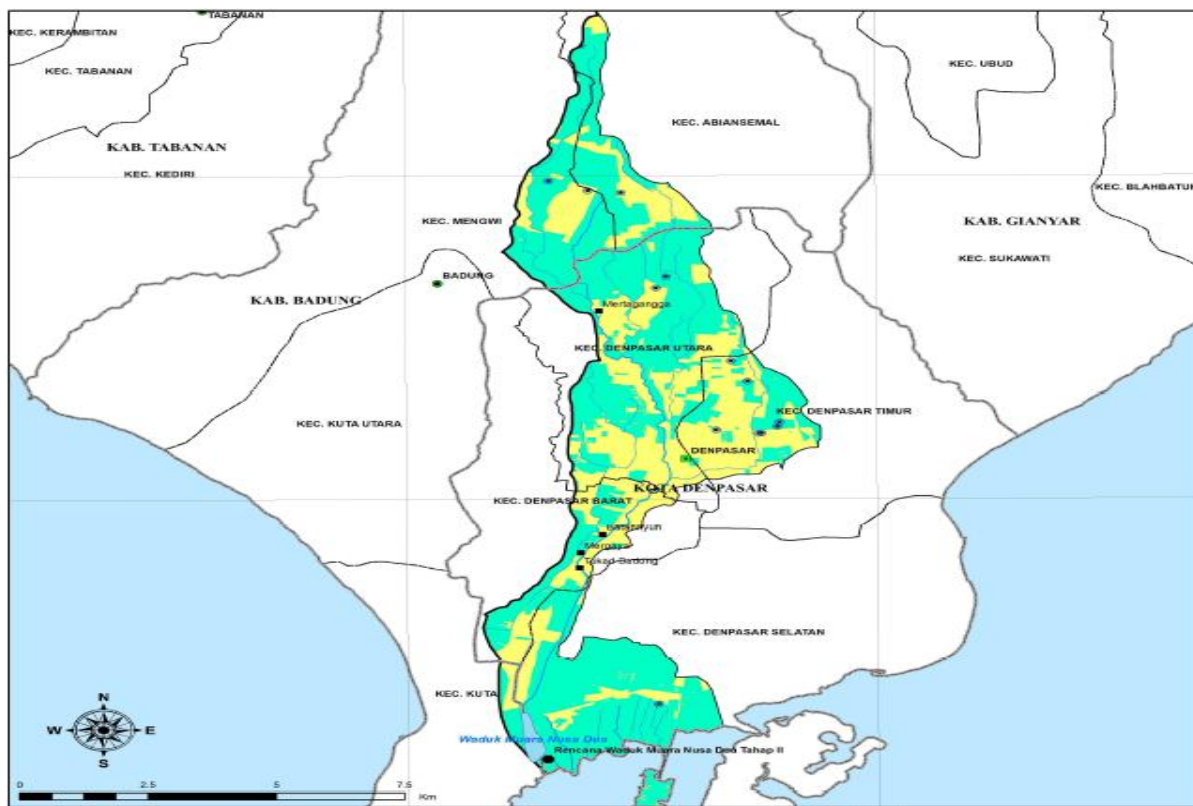 TABANAN
KEC. KERAMBITAN
KEC. TABANAN
KEC. UBUD
KEC. ABIANSEMAL
KAB. TABANAN
KEC. KEDIRI
KEC. BLAHBATUH
KEC. MENGWI
KAB. GIANYAR
KEC. SUKAWATI
BADUNG
KAB. BADUNG
Mertagangga
KEC. DENPASAR UTARA
KEC. DENPASAR TIMUR
KEC. KUTA UTARA
DENPASAR
KOTA DENPASAR
KEC. DENPASAR BARAT
Mergaya
Tukad Badung
KEC. DENPASAR SELATAN
KEC. KUTA
Waduk Muara Nusa Dua
Rencana Waduk Muara Nusa Dua Tahap II
N
W E
S
0 2.5 5 7.5
Km